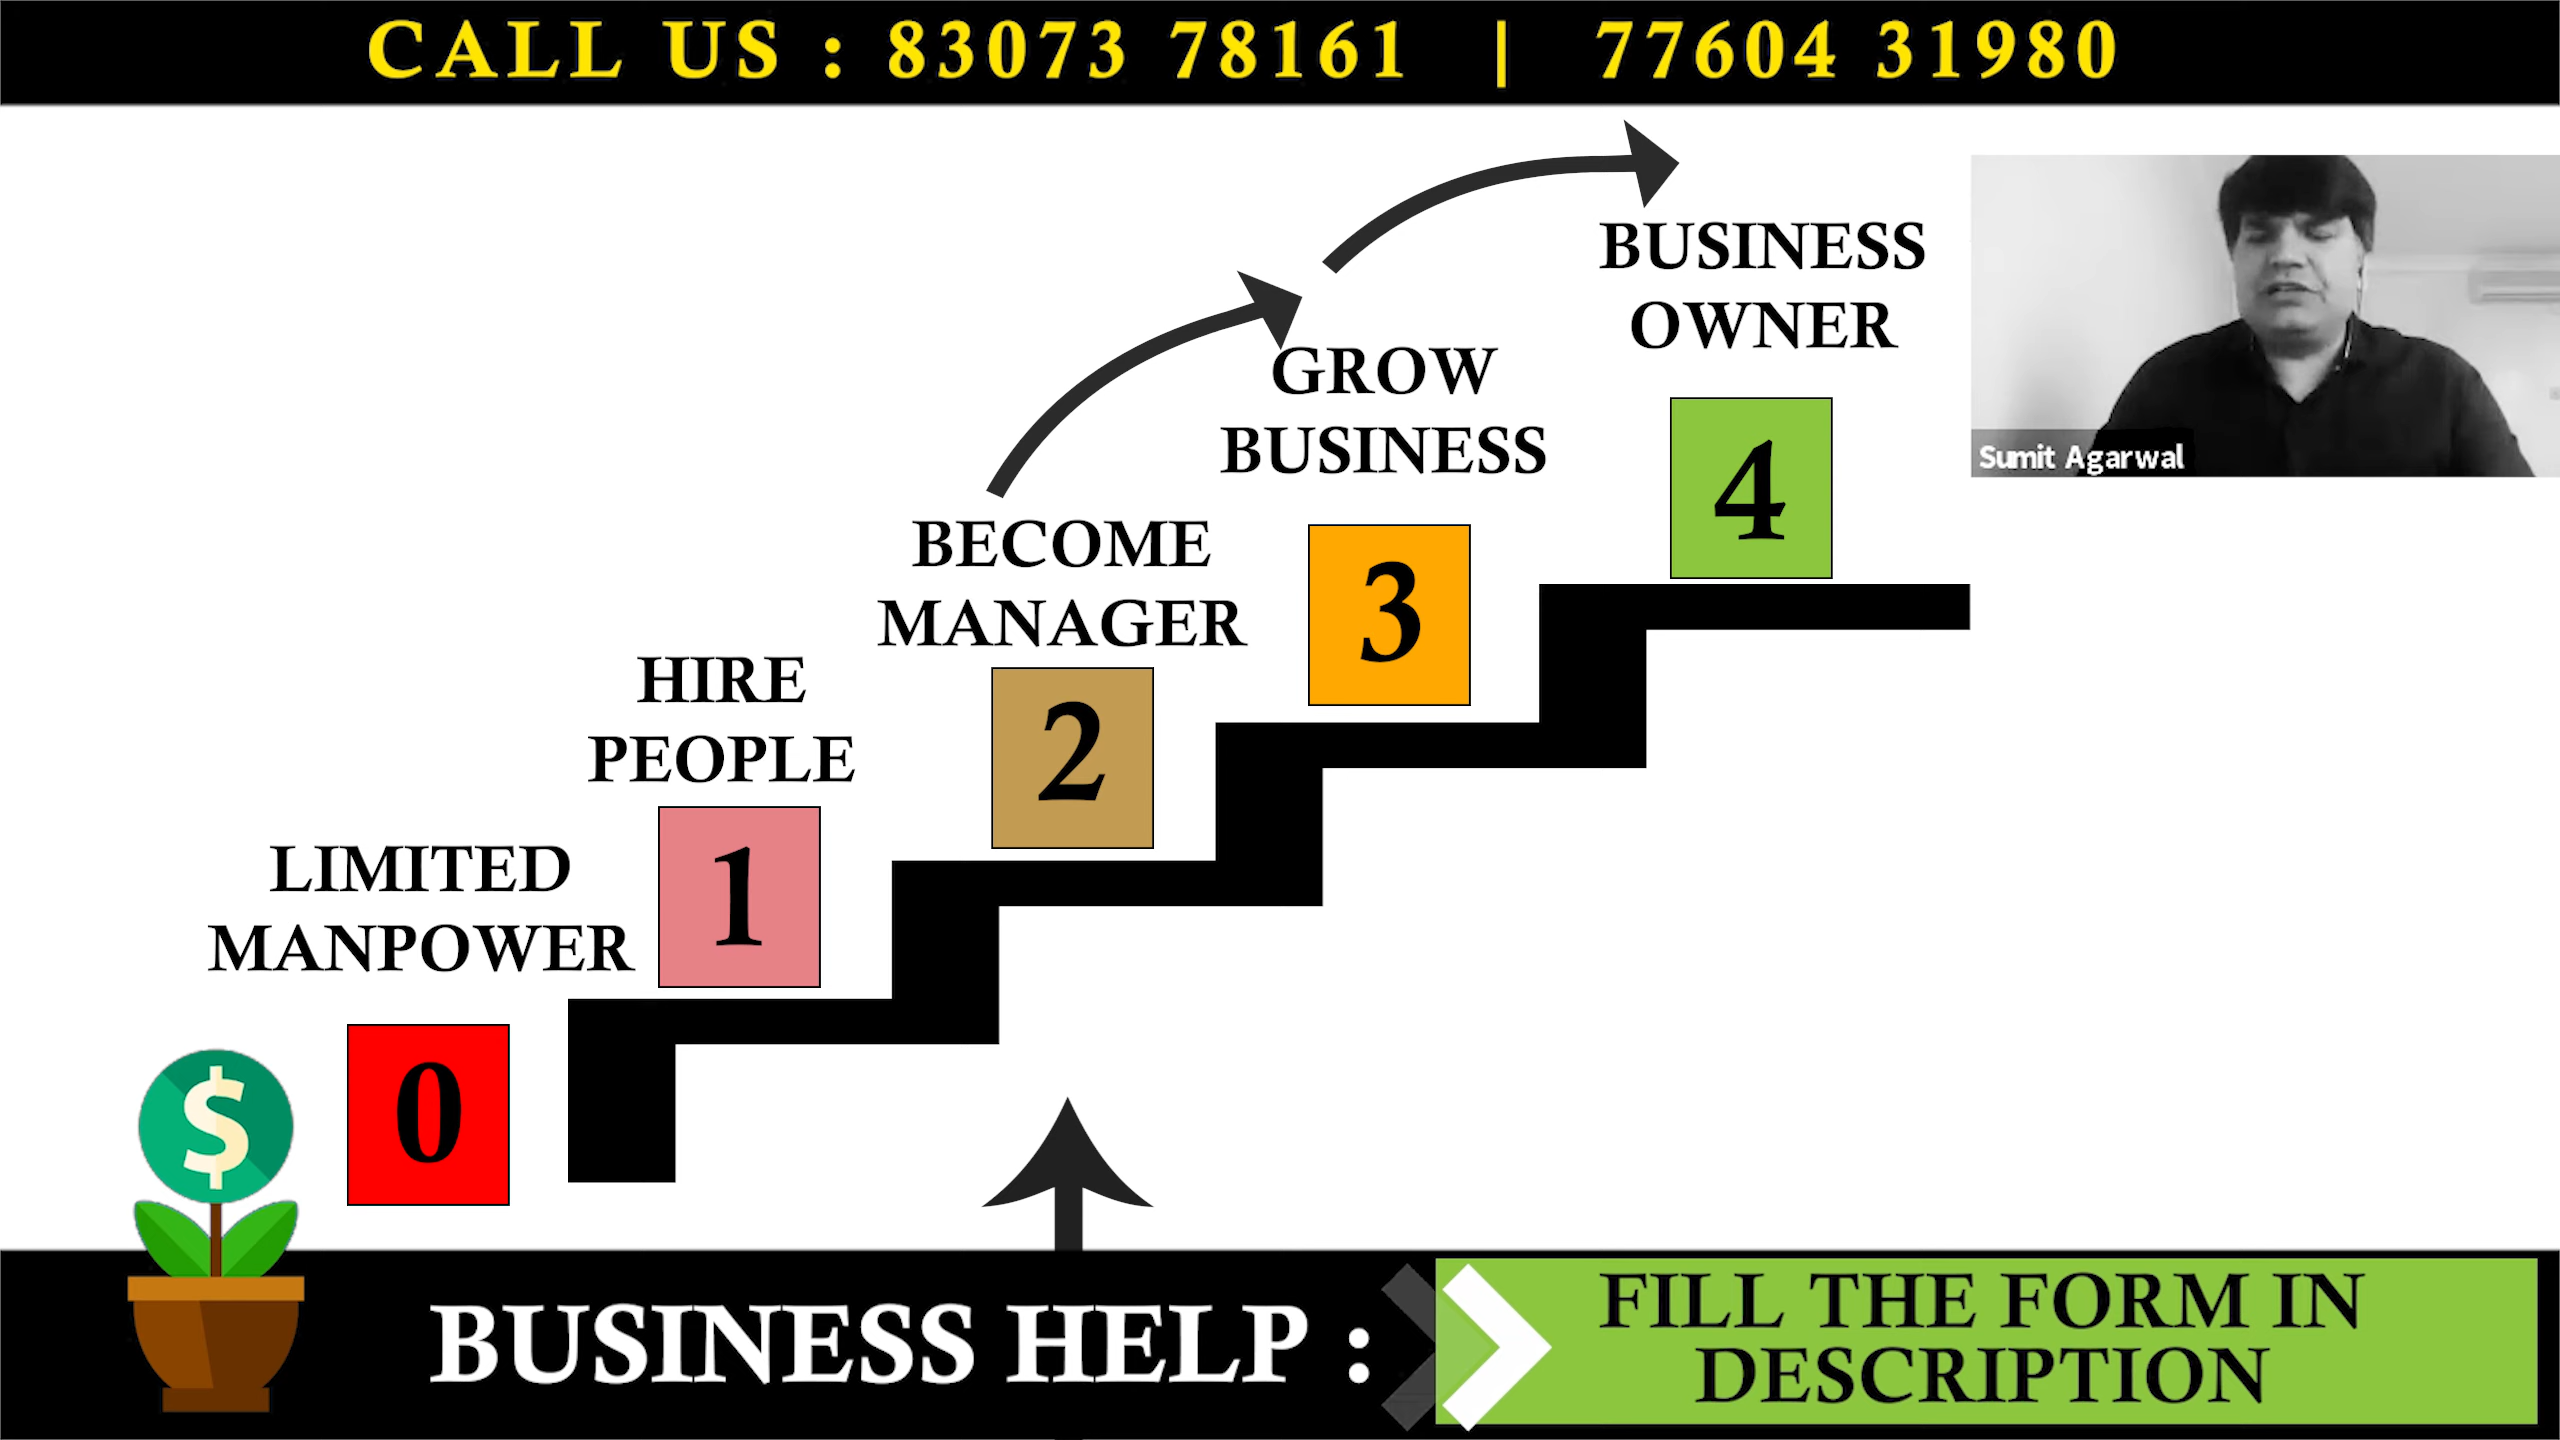 CALL US : 83073 78161 | 77604 31980
BUSINESS
OWNER
4
Sumit Agarwal
GROW
BUSINESS
3
BECOME
MANAGER
2
HIRE
PEOPLE
1
LIMITED
MANPOWER
0
$
BUSINESS HELP :
FILL THE FORM IN
DESCRIPTION